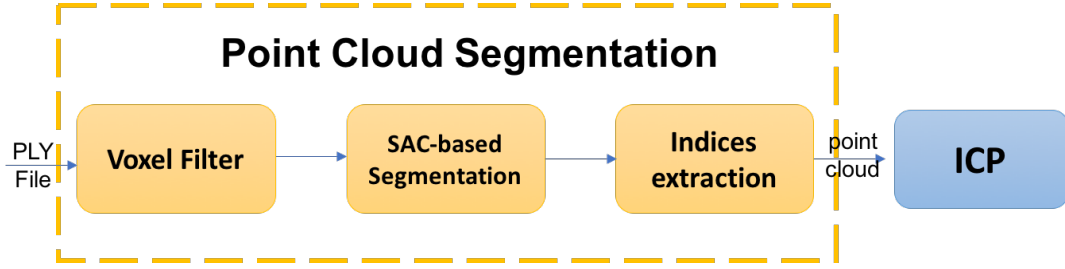 Point Cloud Segmentation
PLY
File
Voxel Filter
SAC-based
Segmentation
Indices
extraction
point
cloud
ICP